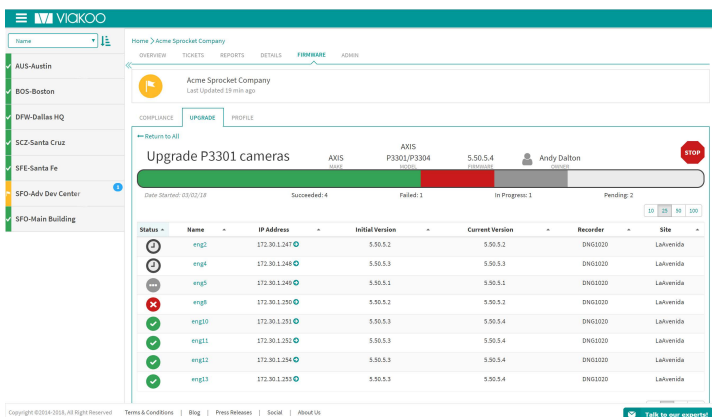 VIAKOO
Name
AUS-Austin
BOS-Boston
DFW-Dallas HQ
SCZ-Santa Cruz
SFE-Santa Fe
SFO-Adv Dev Center
SFO-Main Building
Home > Acme Sprocket Company
OVERVIEW TICKETS REPORTS DETAILS FIRMWARE ADMIN
Acme Sprocket Company
Last Updated 19 min ago
COMPLIANCE UPGRADE PROFILE
Return to All
Upgrade P3301 cameras
AXIS
MAKE
AXIS
P3301/P3304
MODEL
5.50.5.4
FIRMWARE
Andy Dalton
OWNER
STOP
Date Started: 03/02/18 Succeeded: 4 Failed: 1 In Progress: 1 Pending: 2
10 25 50 100
Status Name IP Address Initial Version Current Version Recorder Site
eng2 172.30.1.247 5.50.5.2 5.50.5.2 DNG1020 LaAvenida
eng4 172.30.1.248 5.50.5.3 5.50.5.3 DNG1020 LaAvenida
eng5 172.30.1.249 5.50.5.1 5.50.5.1 DNG1020 LaAvenida
eng8 172.30.1.250 5.50.5.2 5.50.5.2 DNG1020 LaAvenida
eng10 172.30.1.251 5.50.5.3 5.50.5.4 DNG1020 LaAvenida
eng11 172.30.1.252 5.50.5.3 5.50.5.4 DNG1020 LaAvenida
eng12 172.30.1.254 5.50.5.3 5.50.5.4 DNG1020 LaAvenida
eng13 172.30.1.253 5.50.5.3 5.50.5.4 DNG1020 LaAvenida
Copyright ©2014-2018, All Right Reserved Terms & Conditions | Blog | Press Releases | Social | About Us
Talk to our experts!